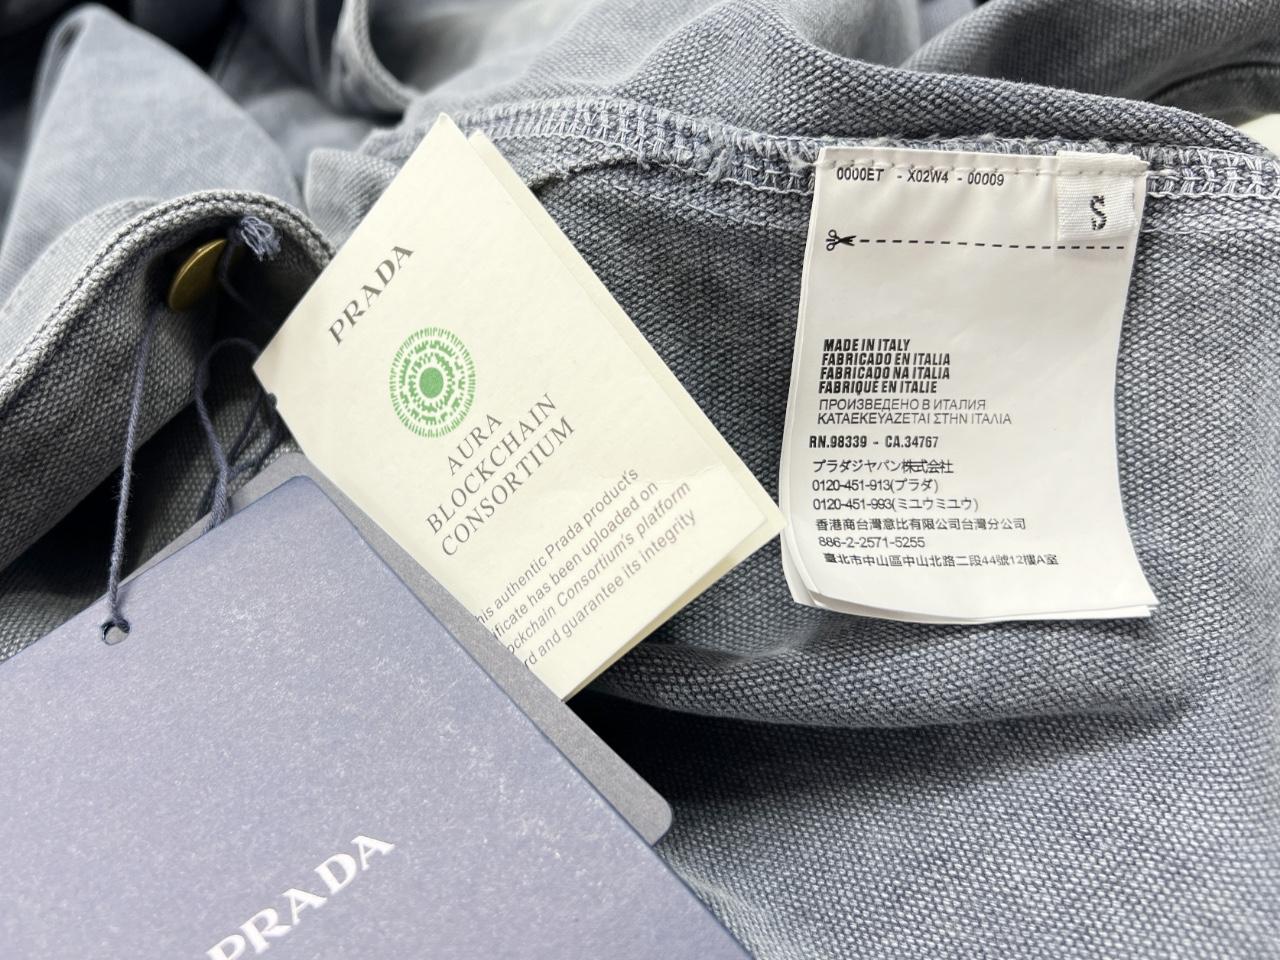 PRADA
AURA
BLOCKCHAIN
CONSORTIUM
his authentic Prada product's
ificate has been uploaded on
ockchain Consortium's platform
rd and guarantee its integrity
PRADA
0000ET - X02W4 - 00009
S
MADE IN ITALY
FABRICADO EN ITALIA
FABRICADO NA ITALIA
FABRIQUE EN ITALIE
ПРОИЗВЕДЕНО В ИТАЛИЯ
ΚΑΤΑΕΚΕΥΑΖΕΤΑΙ ΣΤΗΝ ΙΤΑΛΙΑ
RN.98339 - CA.34767
プラダジャパン株式会社
0120-451-913(プラダ)
0120-451-993(ミユウミユウ)
香港商台灣意比有限公司台灣分公司
886-2-2571-5255
臺北市中山區中山北路二段44號12樓A室